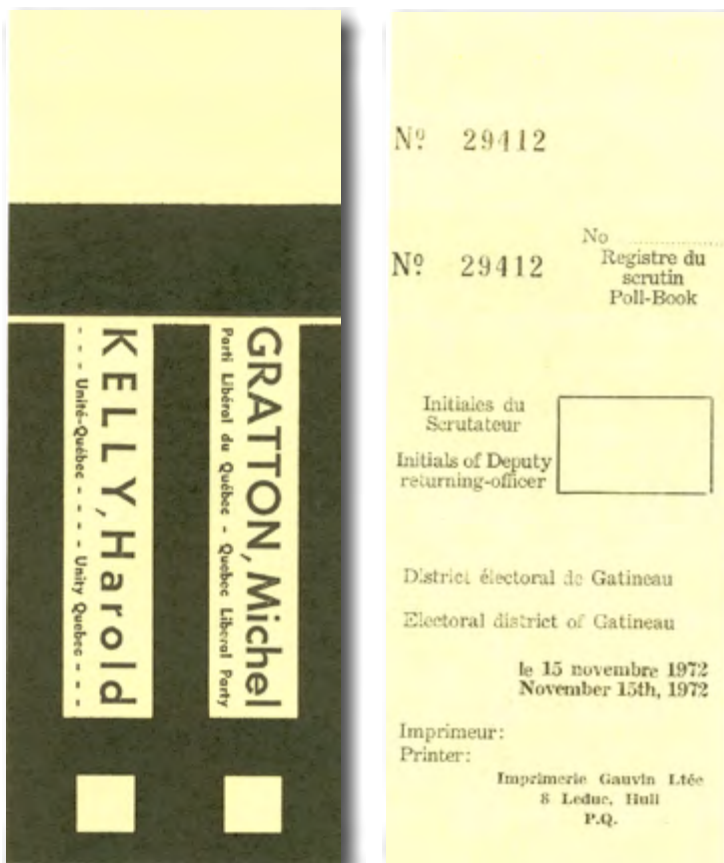 GRATTON, Michel
Parti Libéral du Québec - Quebec Liberal Party
KELLY, Harold
- - - Unité-Québec - - - - - Unity Quebec - - -
Nº 29412
Nº 29412
No ..............
Registre du
scrutin
Poll-Book
Initiales du
Scrutateur
Initials of Deputy
returning-officer
District électoral de Gatineau
Electoral district of Gatineau
le 15 novembre 1972
November 15th, 1972
Imprimeur:
Printer:
Imprimerie Gauvin Ltée
8 Leduc, Hull
P.Q.